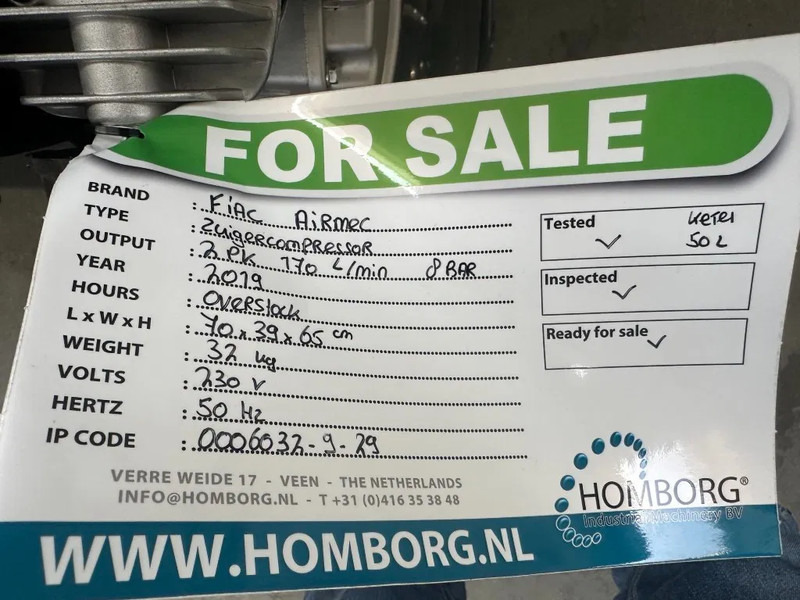 FOR SALE
BRAND : FiAC AiRMEC
TYPE : Zuigercompressor
OUTPUT : 2 PK 170 L/min 8 BAR
YEAR : 2019
HOURS : Overstock
L x W x H : 70 x 39 x 65 cm
WEIGHT : 32 kg
VOLTS : 230 V
HERTZ : 50 Hz
IP CODE : 0006032-9-29
Tested ✓ KETEL 50 L
Inspected ✓
Ready for sale ✓
VERRE WEIDE 17 - VEEN - THE NETHERLANDS
INFO@HOMBORG.NL - T +31 (0)416 35 38 48
HOMBORG®
Industrial Machinery BV
WWW.HOMBORG.NL